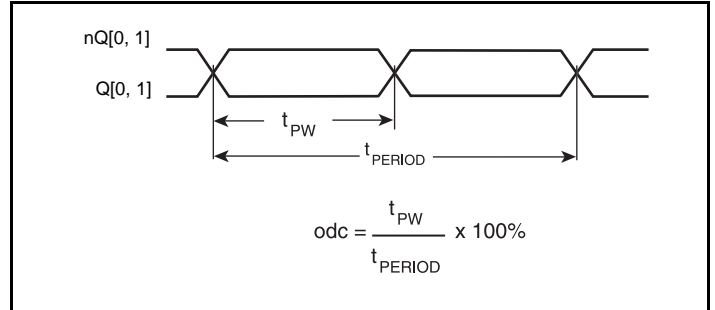 nQ[0, 1]
Q[0, 1]
tPW
tPERIOD
odc = tPW / tPERIOD x 100%